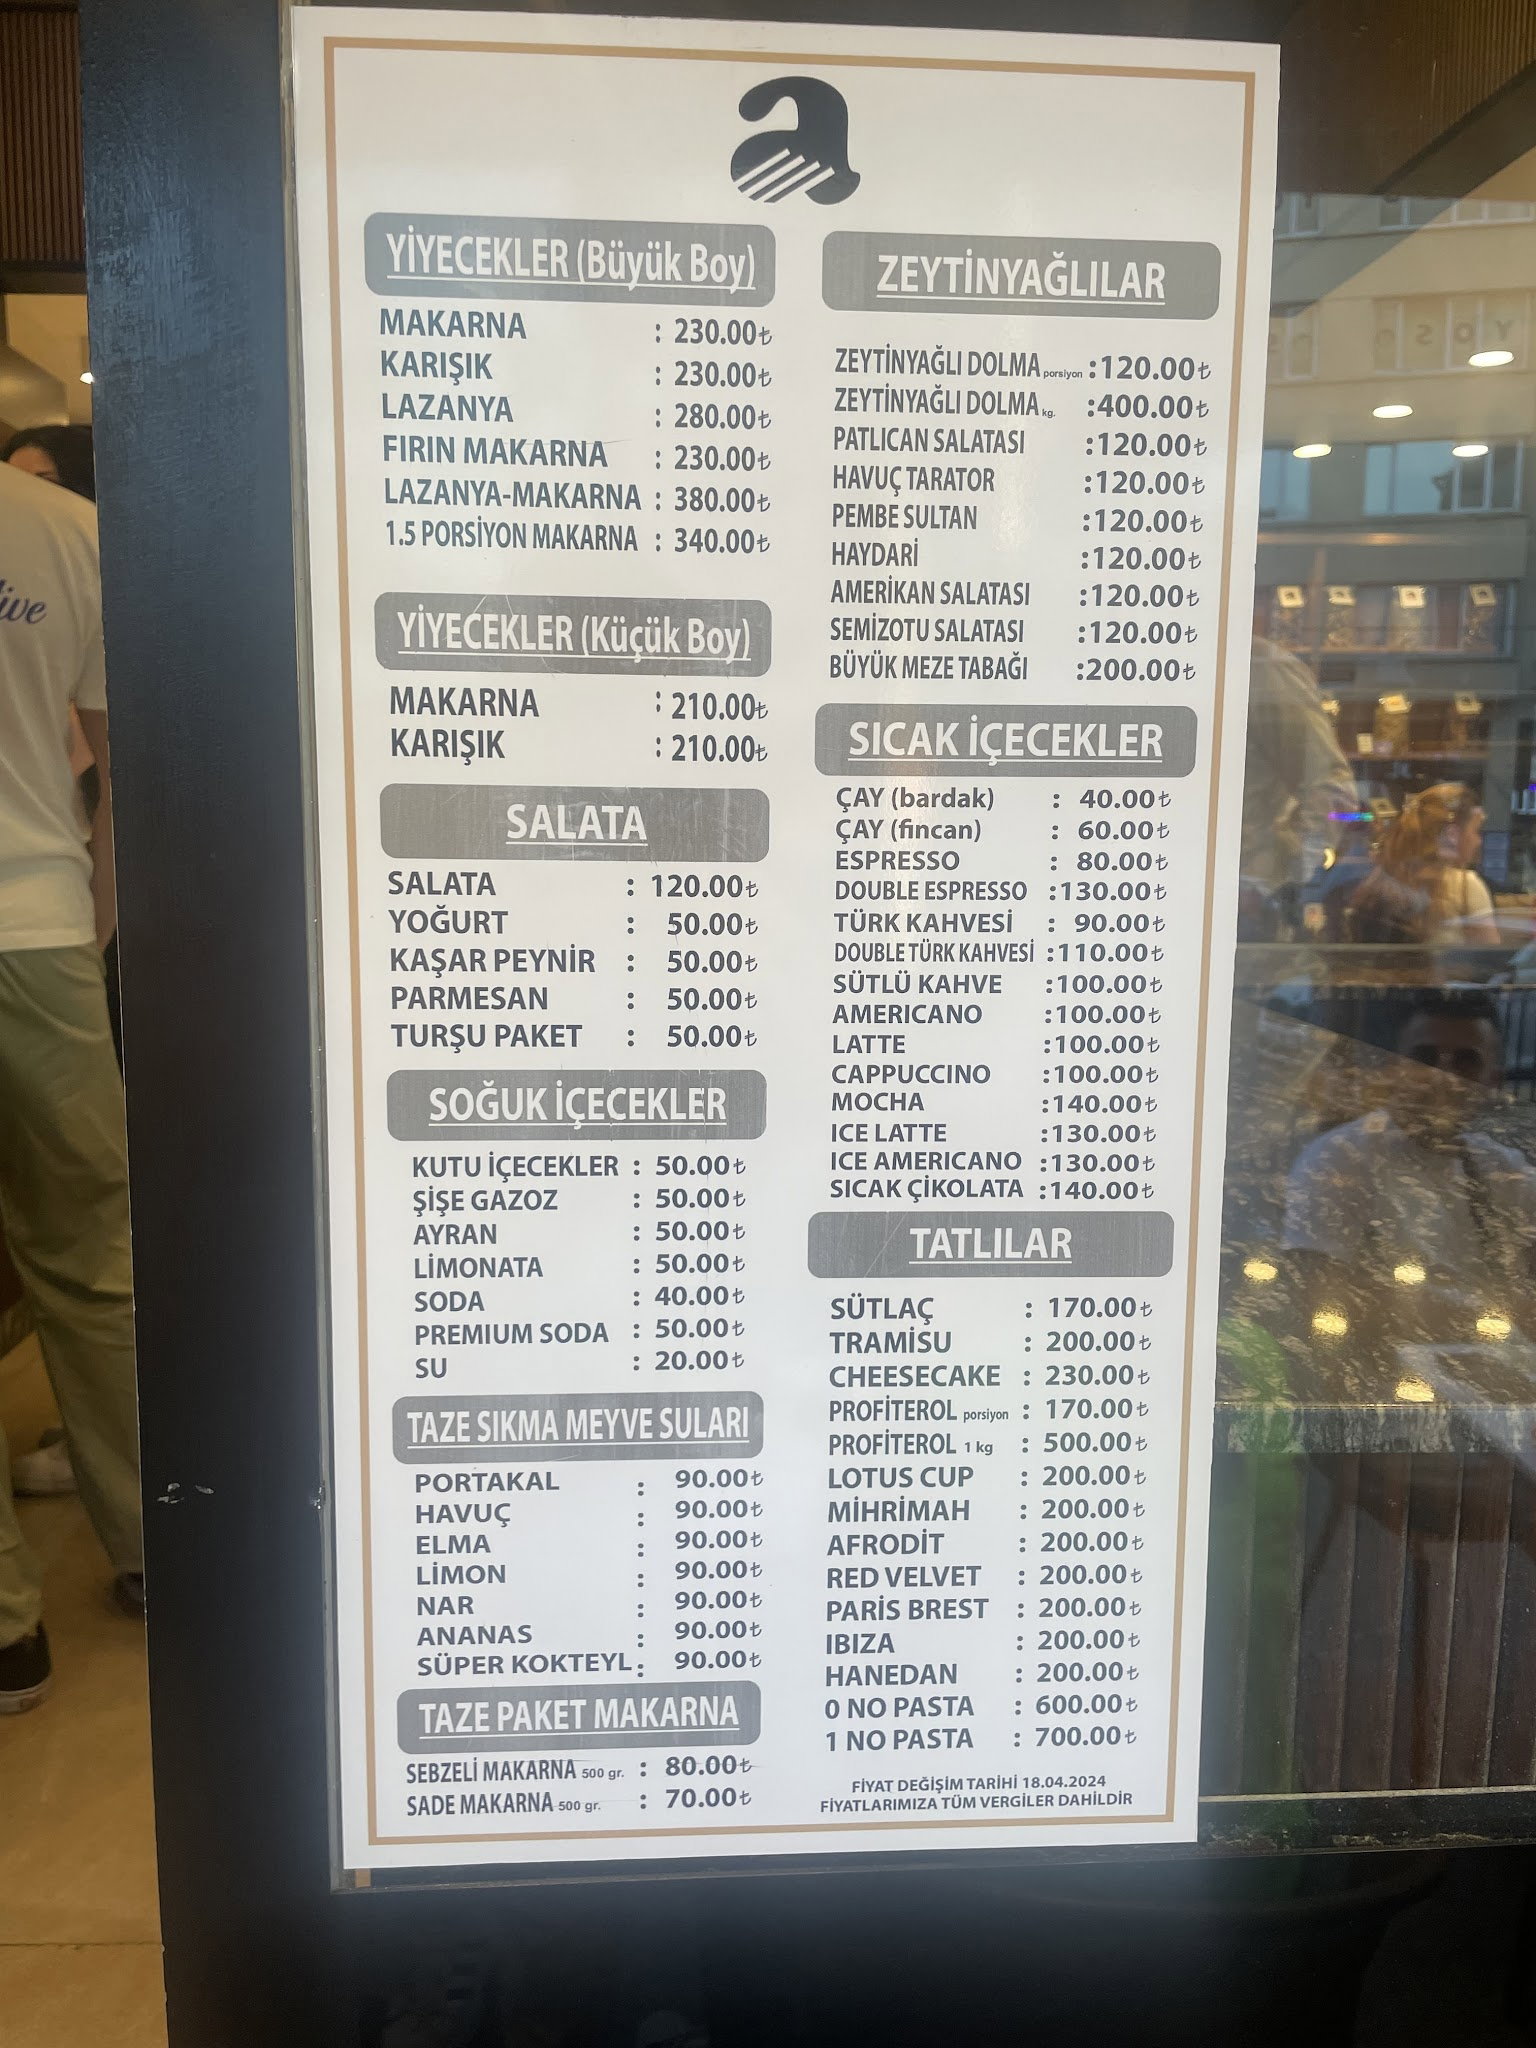 a
YİYECEKLER (Büyük Boy)
MAKARNA : 230.00₺
KARIŞIK : 230.00₺
LAZANYA : 280.00₺
FIRIN MAKARNA : 230.00₺
LAZANYA-MAKARNA : 380.00₺
1.5 PORSİYON MAKARNA : 340.00₺
YİYECEKLER (Küçük Boy)
MAKARNA : 210.00₺
KARIŞIK : 210.00₺
SALATA
SALATA : 120.00₺
YOĞURT : 50.00₺
KAŞAR PEYNİR : 50.00₺
PARMESAN : 50.00₺
TURŞU PAKET : 50.00₺
SOĞUK İÇECEKLER
KUTU İÇECEKLER : 50.00₺
ŞİŞE GAZOZ : 50.00₺
AYRAN : 50.00₺
LİMONATA : 50.00₺
SODA : 40.00₺
PREMIUM SODA : 50.00₺
SU : 20.00₺
TAZE SIKMA MEYVE SULARI
PORTAKAL : 90.00₺
HAVUÇ : 90.00₺
ELMA : 90.00₺
LİMON : 90.00₺
NAR : 90.00₺
ANANAS : 90.00₺
SÜPER KOKTEYL : 90.00₺
TAZE PAKET MAKARNA
SEBZELİ MAKARNA 500 gr. : 80.00₺
SADE MAKARNA 500 gr. : 70.00₺
ZEYTİNYAĞLILAR
ZEYTİNYAĞLI DOLMA porsiyon :120.00₺
ZEYTİNYAĞLI DOLMA kg. :400.00₺
PATLICAN SALATASI :120.00₺
HAVUÇ TARATOR :120.00₺
PEMBE SULTAN :120.00₺
HAYDARİ :120.00₺
AMERİKAN SALATASI :120.00₺
SEMİZOTU SALATASI :120.00₺
BÜYÜK MEZE TABAĞI :200.00₺
SICAK İÇECEKLER
ÇAY (bardak) : 40.00₺
ÇAY (fincan) : 60.00₺
ESPRESSO : 80.00₺
DOUBLE ESPRESSO :130.00₺
TÜRK KAHVESİ : 90.00₺
DOUBLE TÜRK KAHVESİ :110.00₺
SÜTLÜ KAHVE :100.00₺
AMERICANO :100.00₺
LATTE :100.00₺
CAPPUCCINO :100.00₺
MOCHA :140.00₺
ICE LATTE :130.00₺
ICE AMERICANO :130.00₺
SICAK ÇİKOLATA :140.00₺
TATLILAR
SÜTLAÇ : 170.00₺
TRAMİSU : 200.00₺
CHEESECAKE : 230.00₺
PROFİTEROL porsiyon : 170.00₺
PROFİTEROL 1 kg : 500.00₺
LOTUS CUP : 200.00₺
MİHRİMAH : 200.00₺
AFRODİT : 200.00₺
RED VELVET : 200.00₺
PARİS BREST : 200.00₺
IBIZA : 200.00₺
HANEDAN : 200.00₺
0 NO PASTA : 600.00₺
1 NO PASTA : 700.00₺
FİYAT DEĞİŞİM TARİHİ 18.04.2024
FİYATLARIMIZA TÜM VERGİLER DAHİLDİR